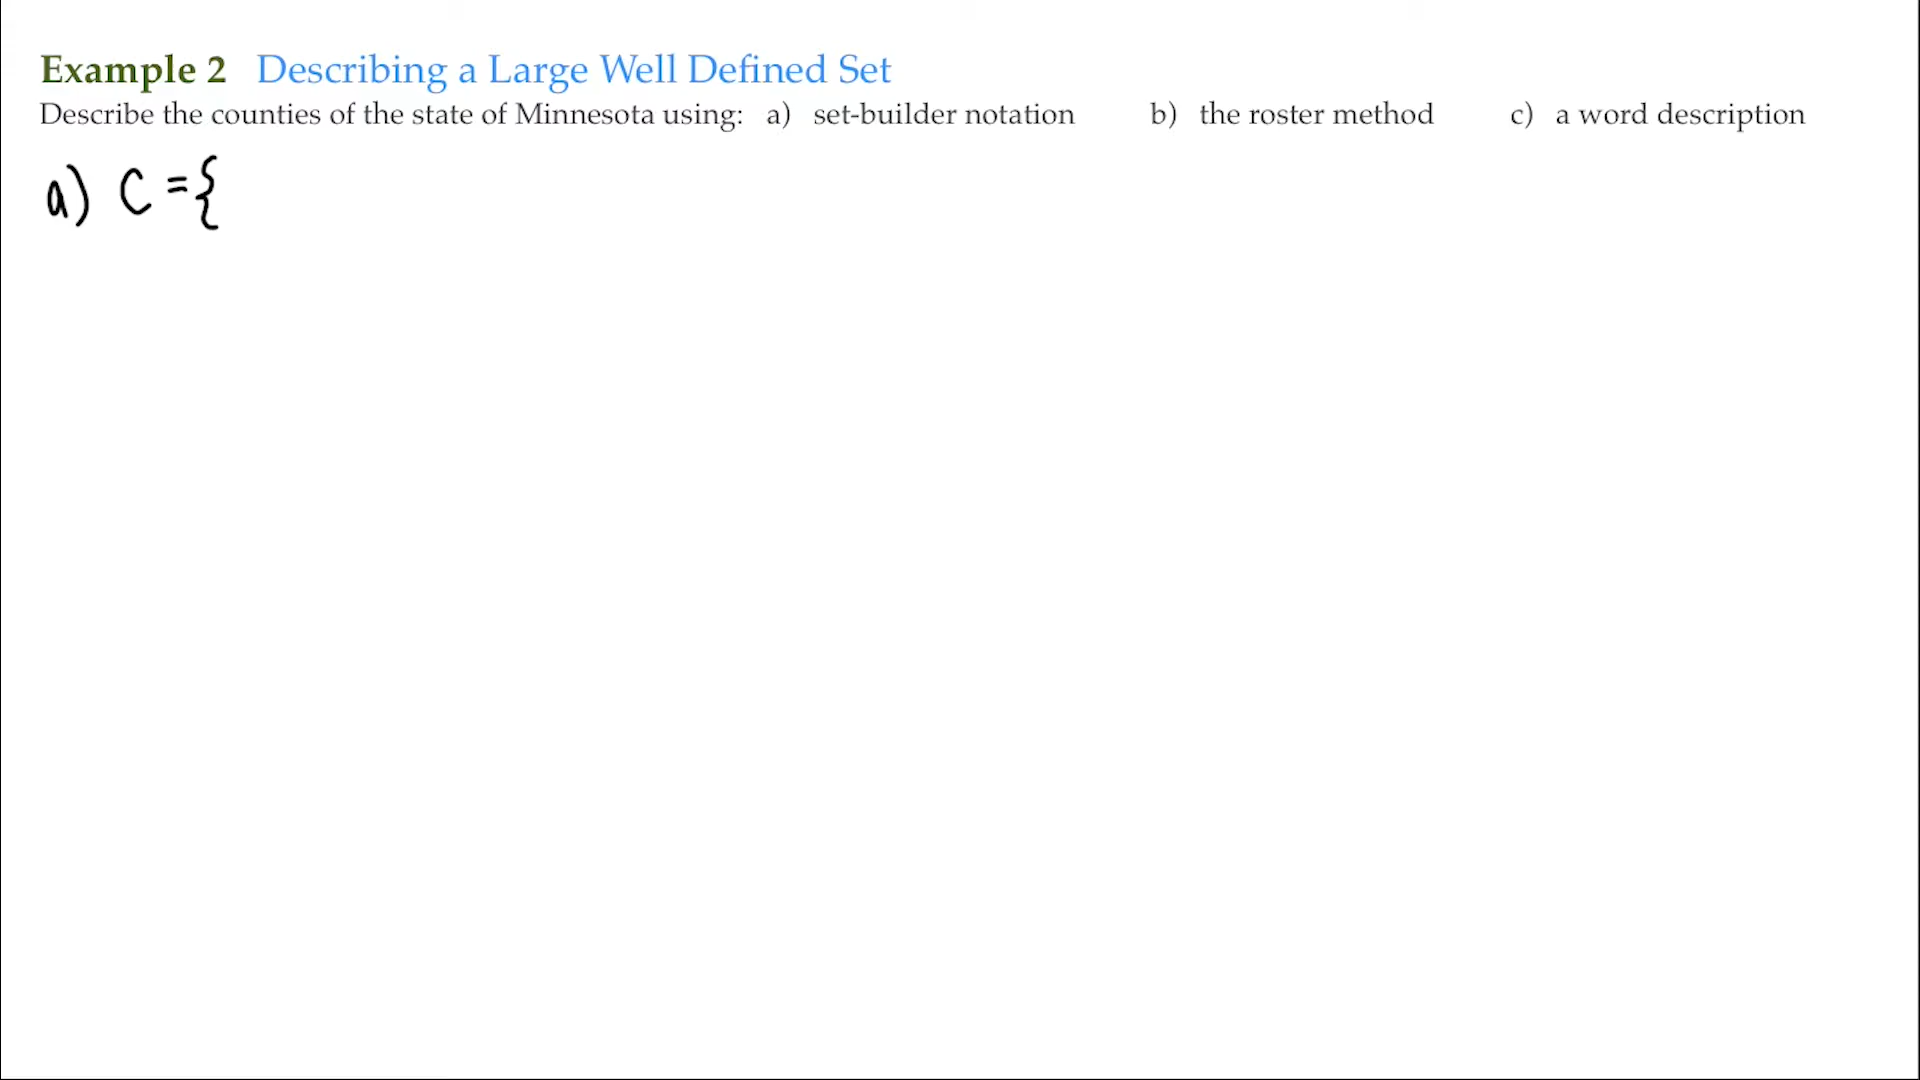 Example 2 Describing a Large Well Defined Set
Describe the counties of the state of Minnesota using: a) set-builder notation b) the roster method c) a word description
a) C = {